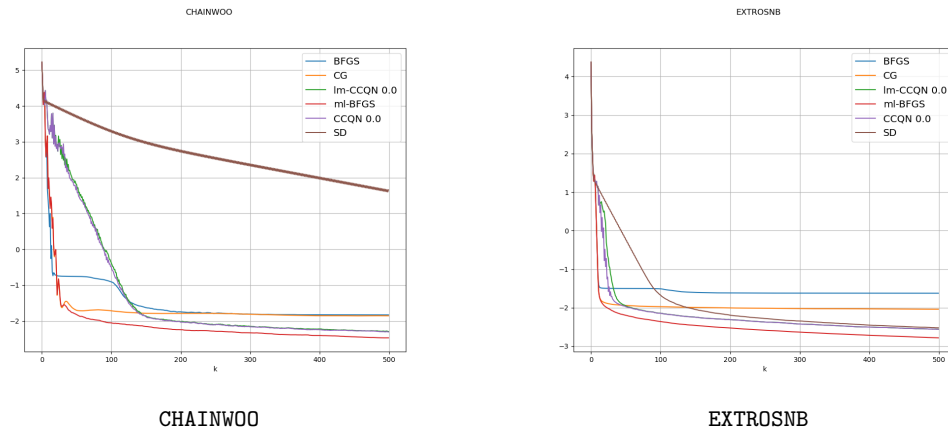 CHAINWOO
5
4
3
2
1
0
−1
−2
0
100
200
300
400
500
k
BFGS
CG
lm-CCQN 0.0
ml-BFGS
CCQN 0.0
SD
CHAINWOO
EXTROSNB
4
3
2
1
0
−1
−2
−3
0
100
200
300
400
500
k
BFGS
CG
lm-CCQN 0.0
ml-BFGS
CCQN 0.0
SD
EXTROSNB